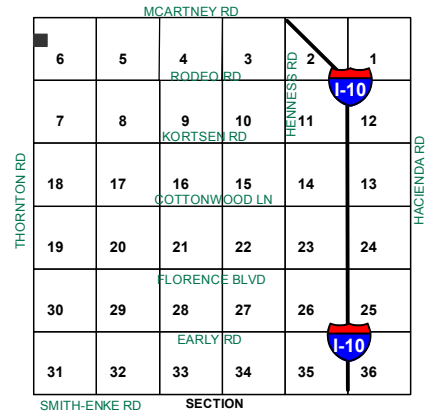 MCARTNEY RD
6 5 4 3 2 1
RODEO RD
I-10
HENNESS RD
7 8 9 10 11 12
KORTSEN RD
THORNTON RD
HACIENDA RD
18 17 16 15 14 13
COTTONWOOD LN
19 20 21 22 23 24
FLORENCE BLVD
30 29 28 27 26 25
EARLY RD
I-10
31 32 33 34 35 36
SMITH-ENKE RD SECTION